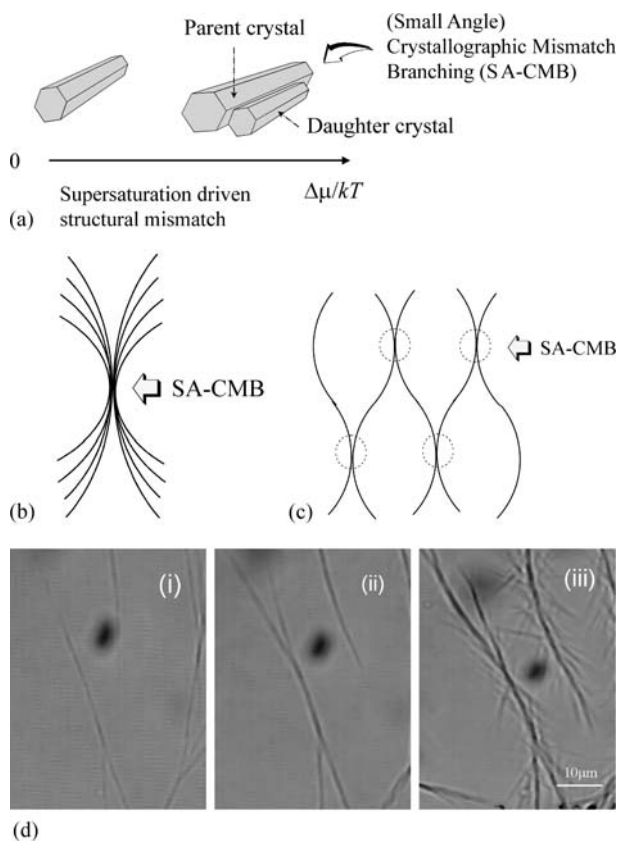 Parent crystal
(Small Angle)
Crystallographic Mismatch
Branching (SA-CMB)
Daughter crystal
0
Δμ/kT
Supersaturation driven
structural mismatch
(a)
SA-CMB
(b)
SA-CMB
(c)
(i)
(ii)
(iii)
10μm
(d)